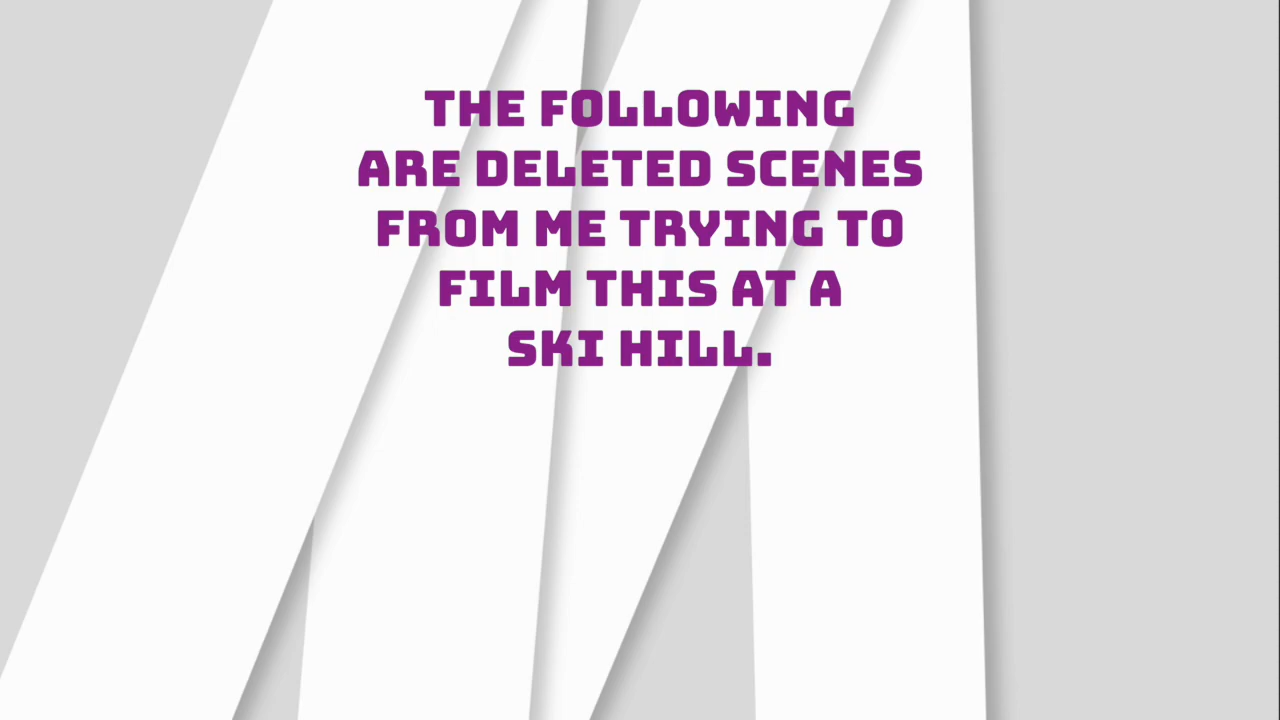 THE FOLLOWING
ARE DELETED SCENES
FROM ME TRYING TO
FILM THIS AT A
SKI HILL.